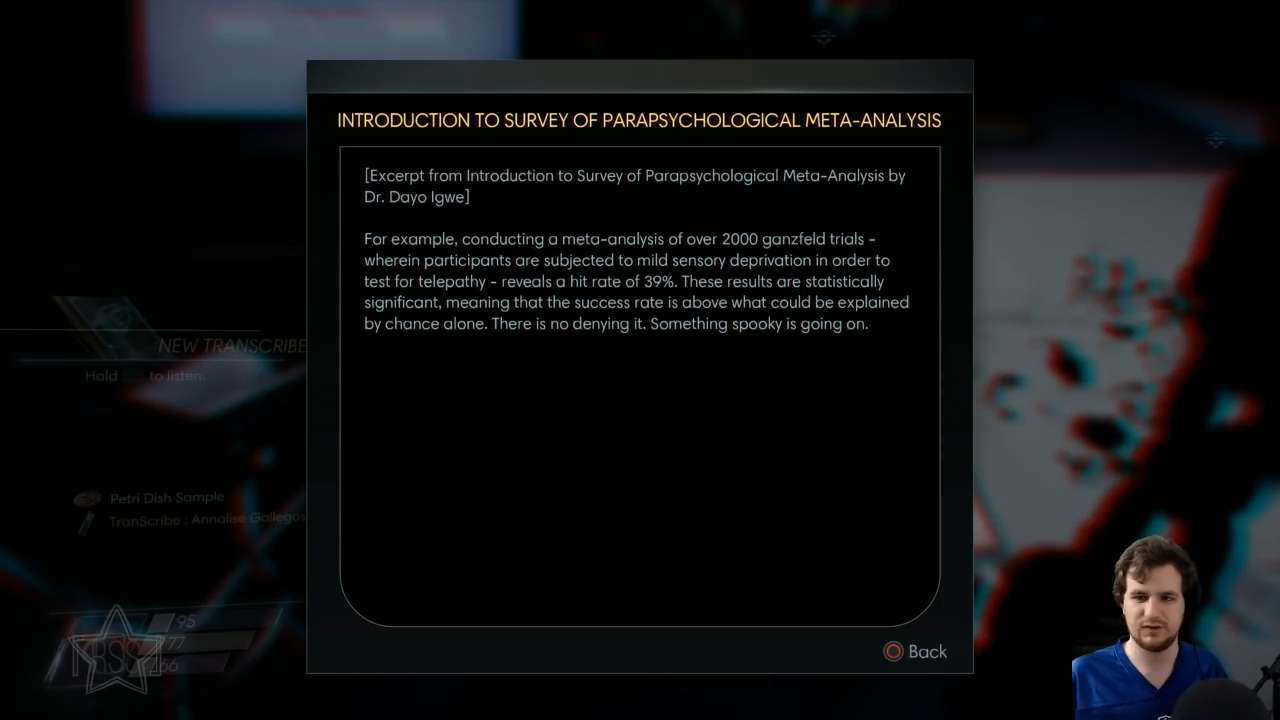 INTRODUCTION TO SURVEY OF PARAPSYCHOLOGICAL META-ANALYSIS
[Excerpt from Introduction to Survey of Parapsychological Meta-Analysis by
Dr. Dayo Igwe]
For example, conducting a meta-analysis of over 2000 ganzfeld trials -
wherein participants are subjected to mild sensory deprivation in order to
test for telepathy - reveals a hit rate of 39%. These results are statistically
significant, meaning that the success rate is above what could be explained
by chance alone. There is no denying it. Something spooky is going on.
NEW TRANSCRIBE
Hold to listen.
Petri Dish Sample
TranScribe : Annalise Gallegos
95
77
66
Back